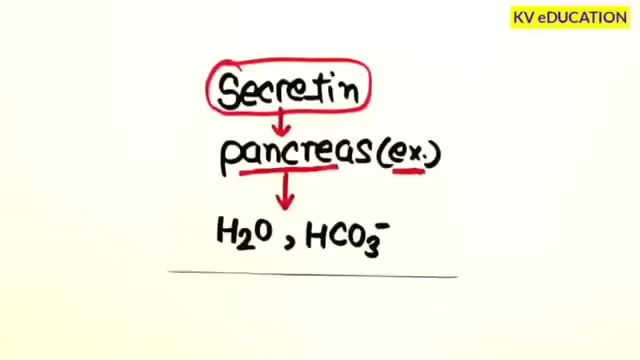 KV eDUCATION
Secretin
pancreas (ex.)
H₂O, HCO₃⁻